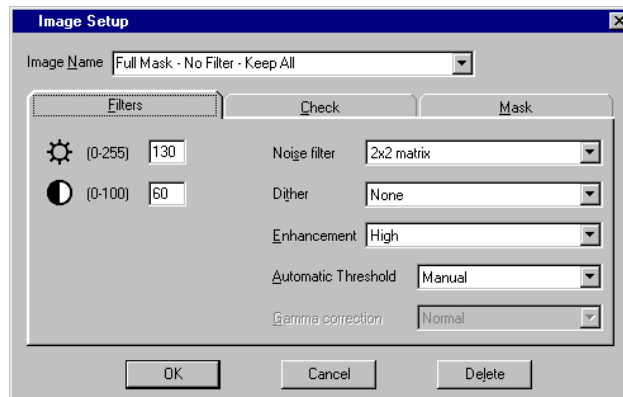 Image Setup
Image Name Full Mask - No Filter - Keep All
Filters Check Mask
(0-255) 130 Noise filter 2x2 matrix
(0-100) 60 Dither None
Enhancement High
Automatic Threshold Manual
Gamma correction Normal
OK Cancel Delete